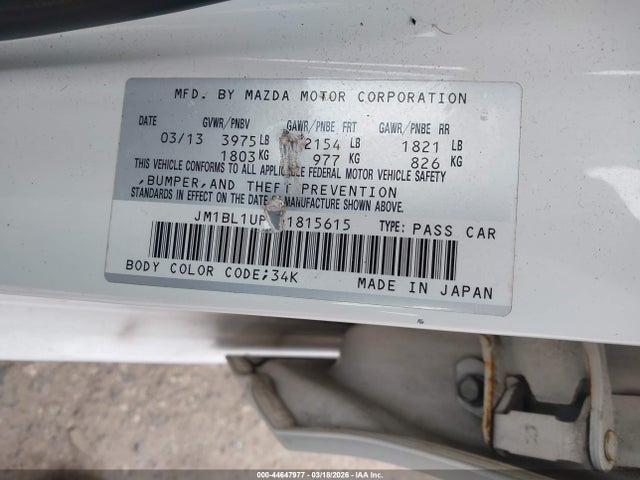 MFD. BY MAZDA MOTOR CORPORATION
DATE GVWR/PNBV GAWR/PNBE FRT GAWR/PNBE RR
03/13 3975 LB 2154 LB 1821 LB
1803 KG 977 KG 826 KG
THIS VEHICLE CONFORMS TO ALL APPLICABLE FEDERAL MOTOR VEHICLE SAFETY
,BUMPER,AND THEFT PREVENTION
STANDARDS IN EFFECT ON THE DATE OF MANUFACTURE SHOWN ABOVE.
JM1BL1UP 1815615 TYPE: PASS CAR
BODY COLOR CODE:34K MADE IN JAPAN
R
000-44647977 - 03/18/2026 - IAA Inc.